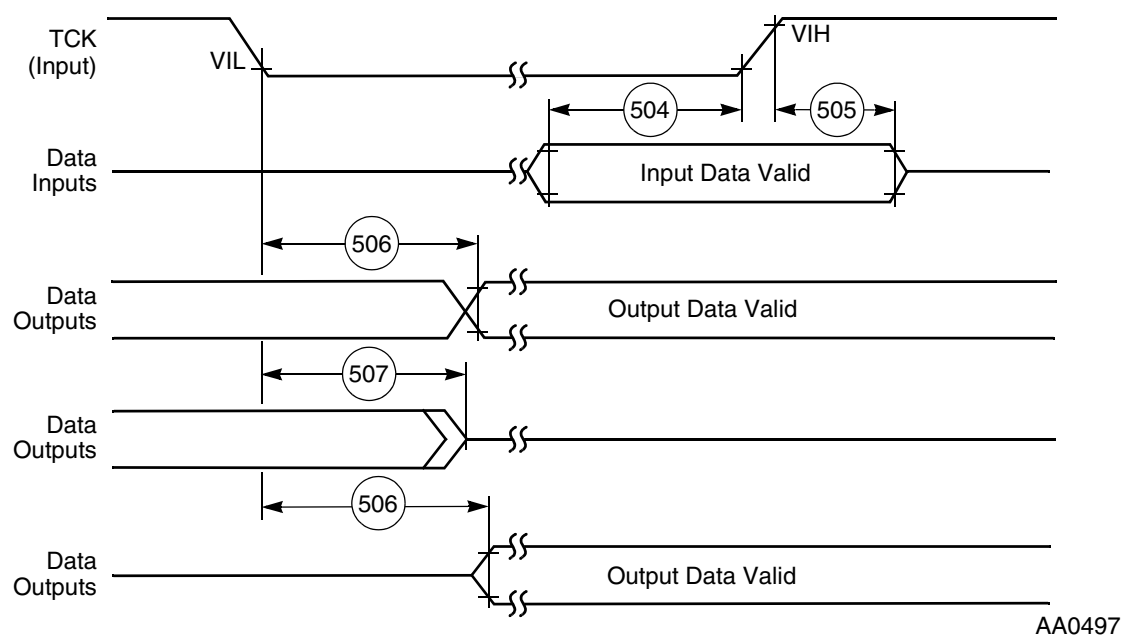 TCK
(Input)
VIL
VIH
504
505
Data
Inputs
Input Data Valid
506
Data
Outputs
Output Data Valid
507
Data
Outputs
506
Data
Outputs
Output Data Valid
AA0497